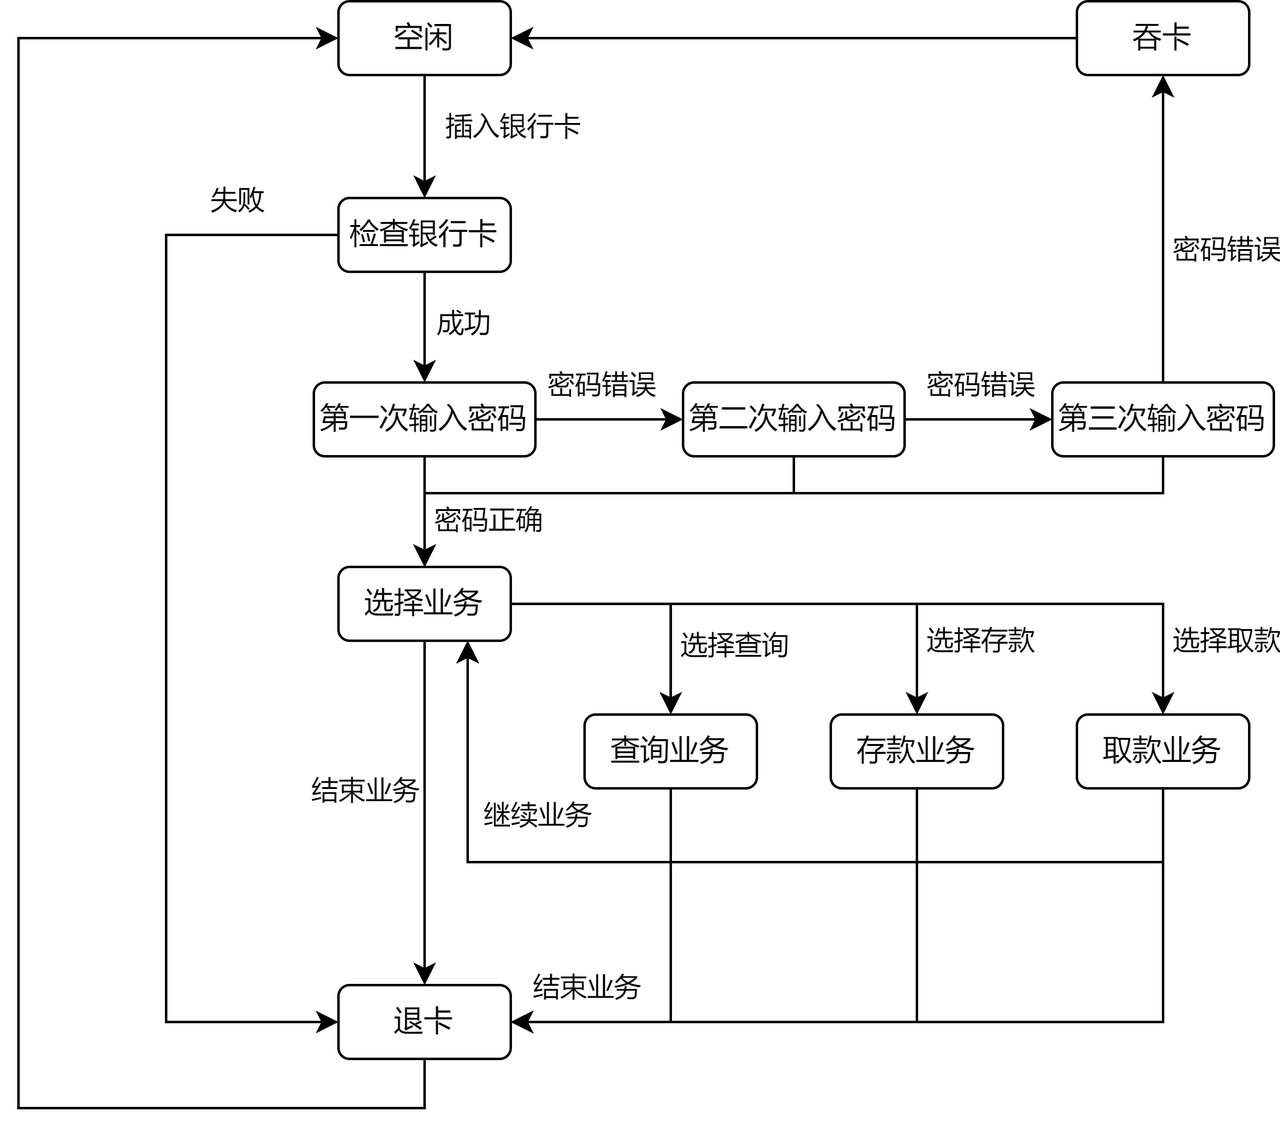 空闲
吞卡
插入银行卡
失败
检查银行卡
密码错误
成功
密码错误
密码错误
第一次输入密码
第二次输入密码
第三次输入密码
密码正确
选择业务
选择查询
选择存款
选择取款
查询业务
存款业务
取款业务
结束业务
继续业务
结束业务
退卡